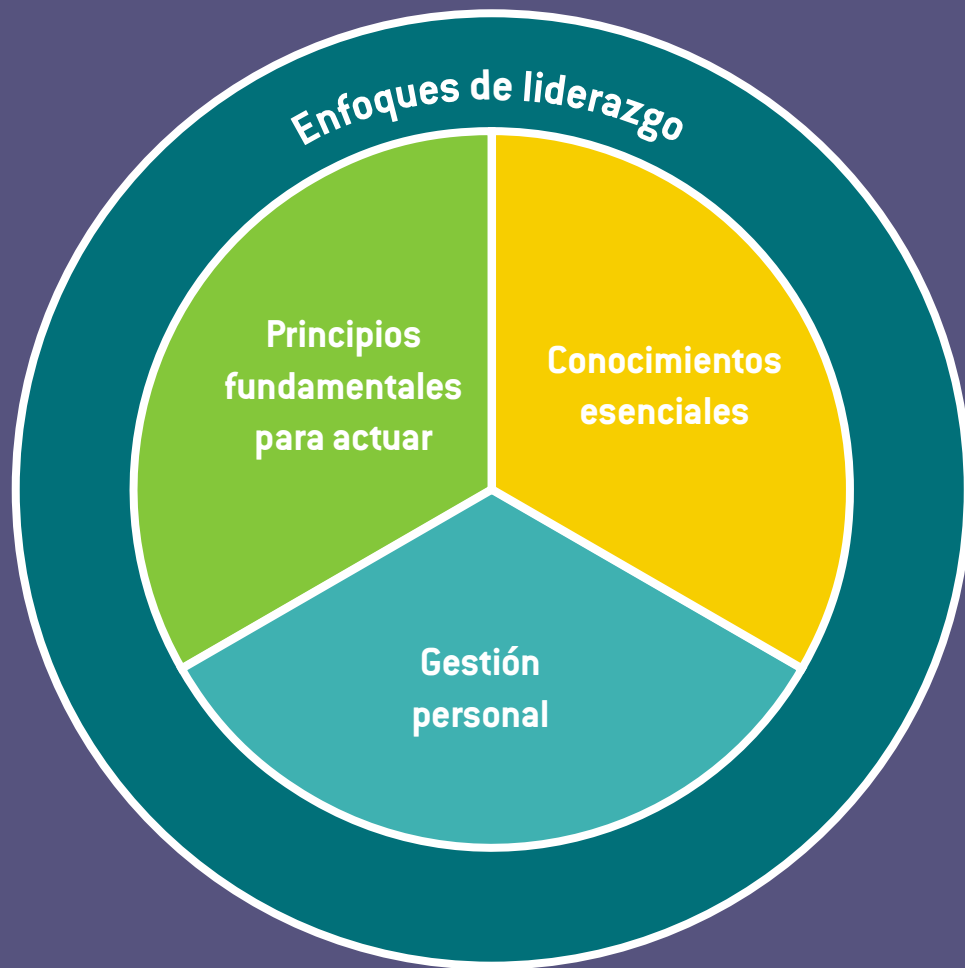 Enfoques de liderazgo
Principios
fundamentales
para actuar
Conocimientos
esenciales
Gestión
personal